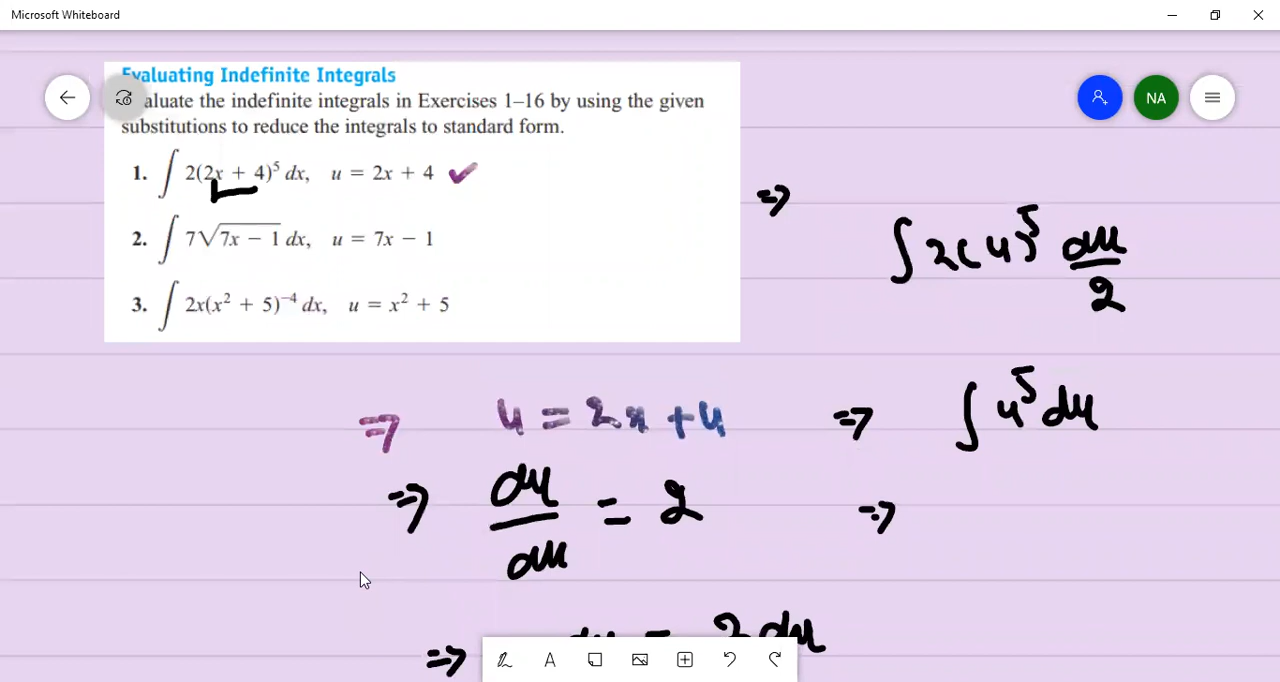 Microsoft Whiteboard
Evaluating Indefinite Integrals
aluate the indefinite integrals in Exercises 1–16 by using the given
substitutions to reduce the integrals to standard form.
1. ∫ 2(2x + 4)⁵ dx, u = 2x + 4
2. ∫ 7√(7x − 1) dx, u = 7x − 1
3. ∫ 2x(x² + 5)⁻⁴ dx, u = x² + 5
NA
⇒ ∫ 2(u)⁵ du/2
⇒ u = 2x + 4
⇒ ∫ u⁵ du
⇒ du/dx = 2
⇒
⇒ du = 2 dx
A